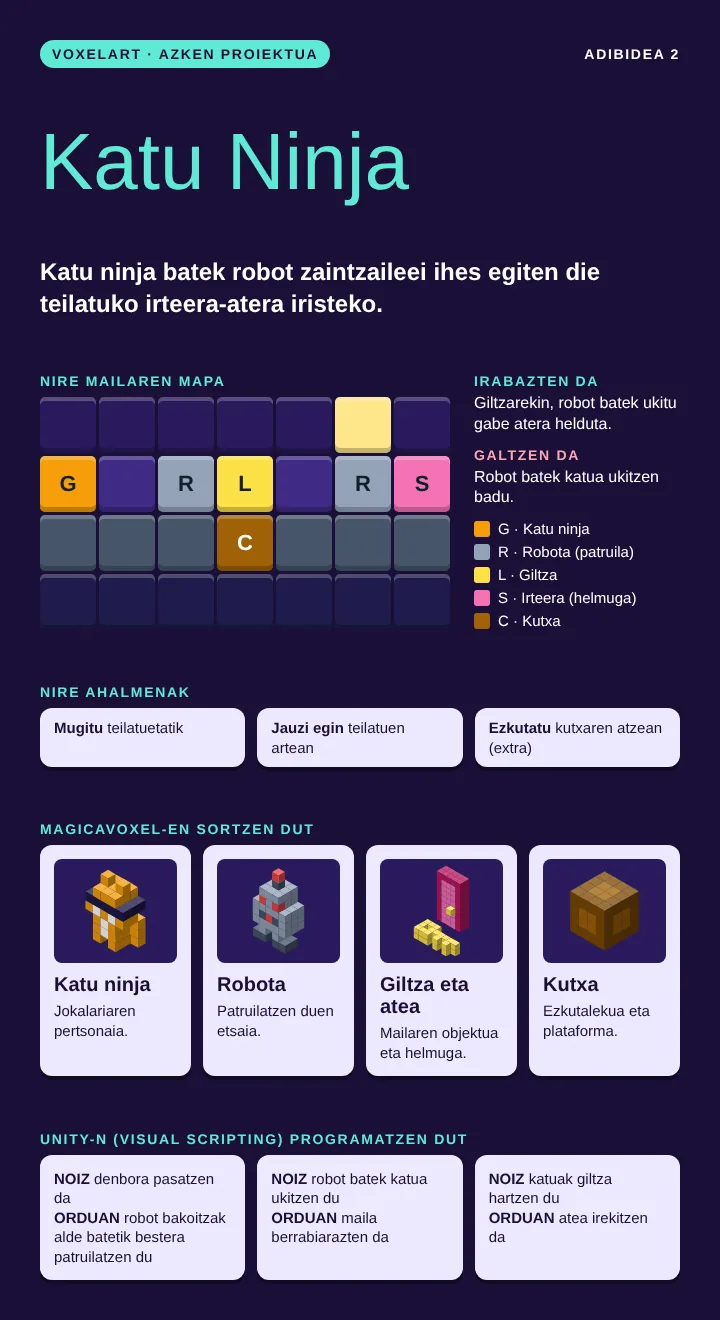 VOXELART · AZKEN PROIEKTUA
ADIBIDEA 2
Katu Ninja
Katu ninja batek robot zaintzaileei ihes egiten die
teilatuko irteera-atera iristeko.
NIRE MAILAREN MAPA
G R L R S
C
IRABAZTEN DA
Giltzarekin, robot batek ukitu
gabe atera helduta.
GALTZEN DA
Robot batek katua ukitzen
badu.
G · Katu ninja
R · Robota (patruila)
L · Giltza
S · Irteera (helmuga)
C · Kutxa
NIRE AHALMENAK
Mugitu teilatuetatik
Jauzi egin teilatuen
artean
Ezkutatu kutxaren atzean
(extra)
MAGICAVOXEL-EN SORTZEN DUT
Katu ninja
Jokalariaren
pertsonaia.
Robota
Patruilatzen duen
etsaia.
Giltza eta
atea
Mailaren objektua
eta helmuga.
Kutxa
Ezkutalekua eta
plataforma.
UNITY-N (VISUAL SCRIPTING) PROGRAMATZEN DUT
NOIZ denbora pasatzen
da
ORDUAN robot bakoitzak
alde batetik bestera
patruilatzen du
NOIZ robot batek katua
ukitzen du
ORDUAN maila
berrabiarazten da
NOIZ katuak giltza
hartzen du
ORDUAN atea irekitzen
da